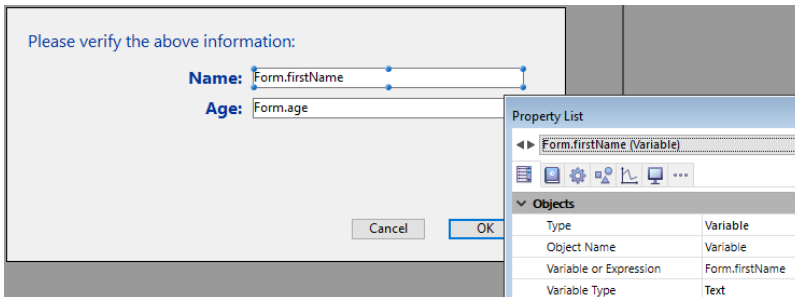 Please verify the above information:
Name: Form.firstName
Age: Form.age
Cancel OK
Property List
Form.firstName (Variable)
Objects
Type Variable
Object Name Variable
Variable or Expression Form.firstName
Variable Type Text